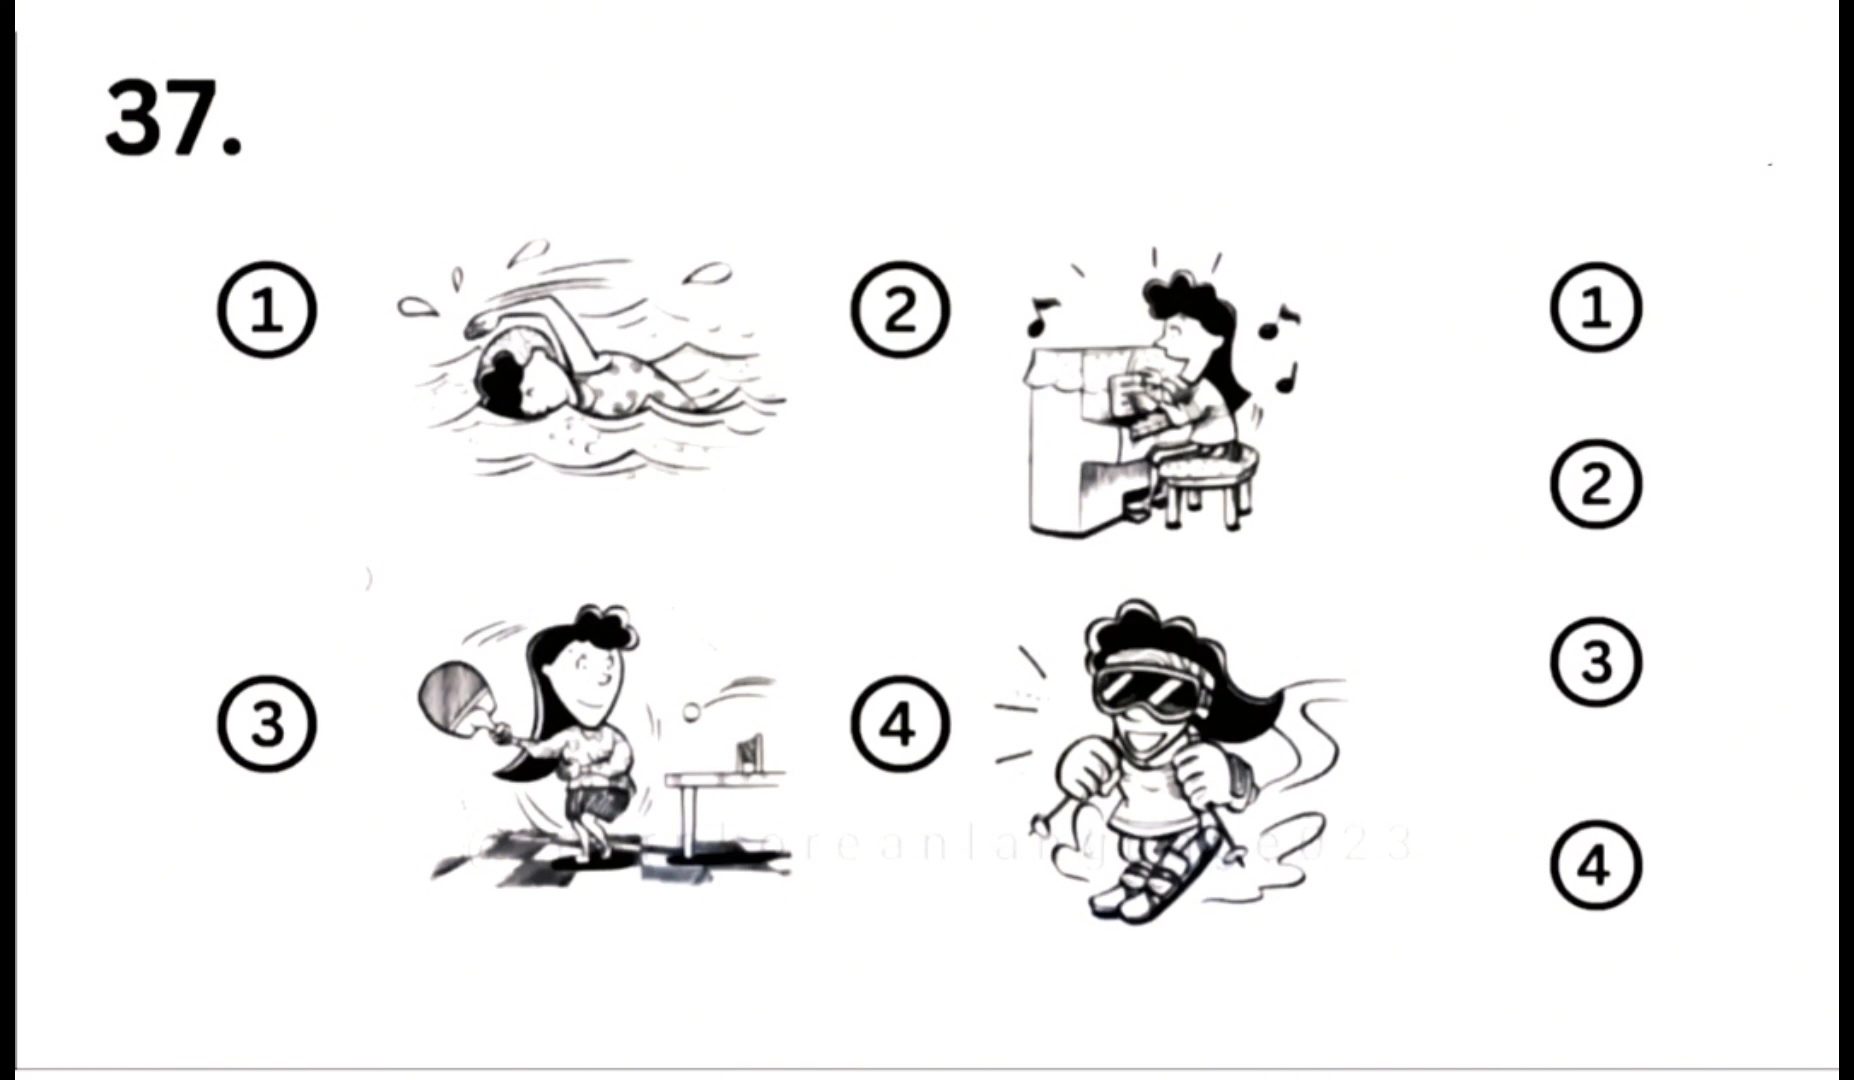 37.
① ② ①
②
③ ④ ③
④